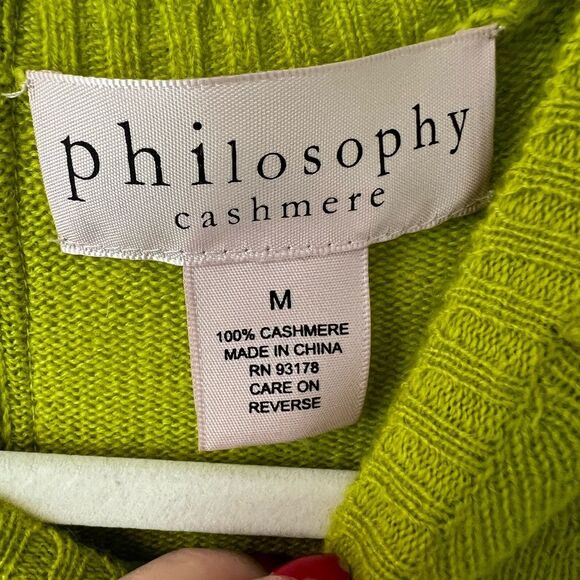 philosophy
cashmere
M
100% CASHMERE
MADE IN CHINA
RN 93178
CARE ON
REVERSE